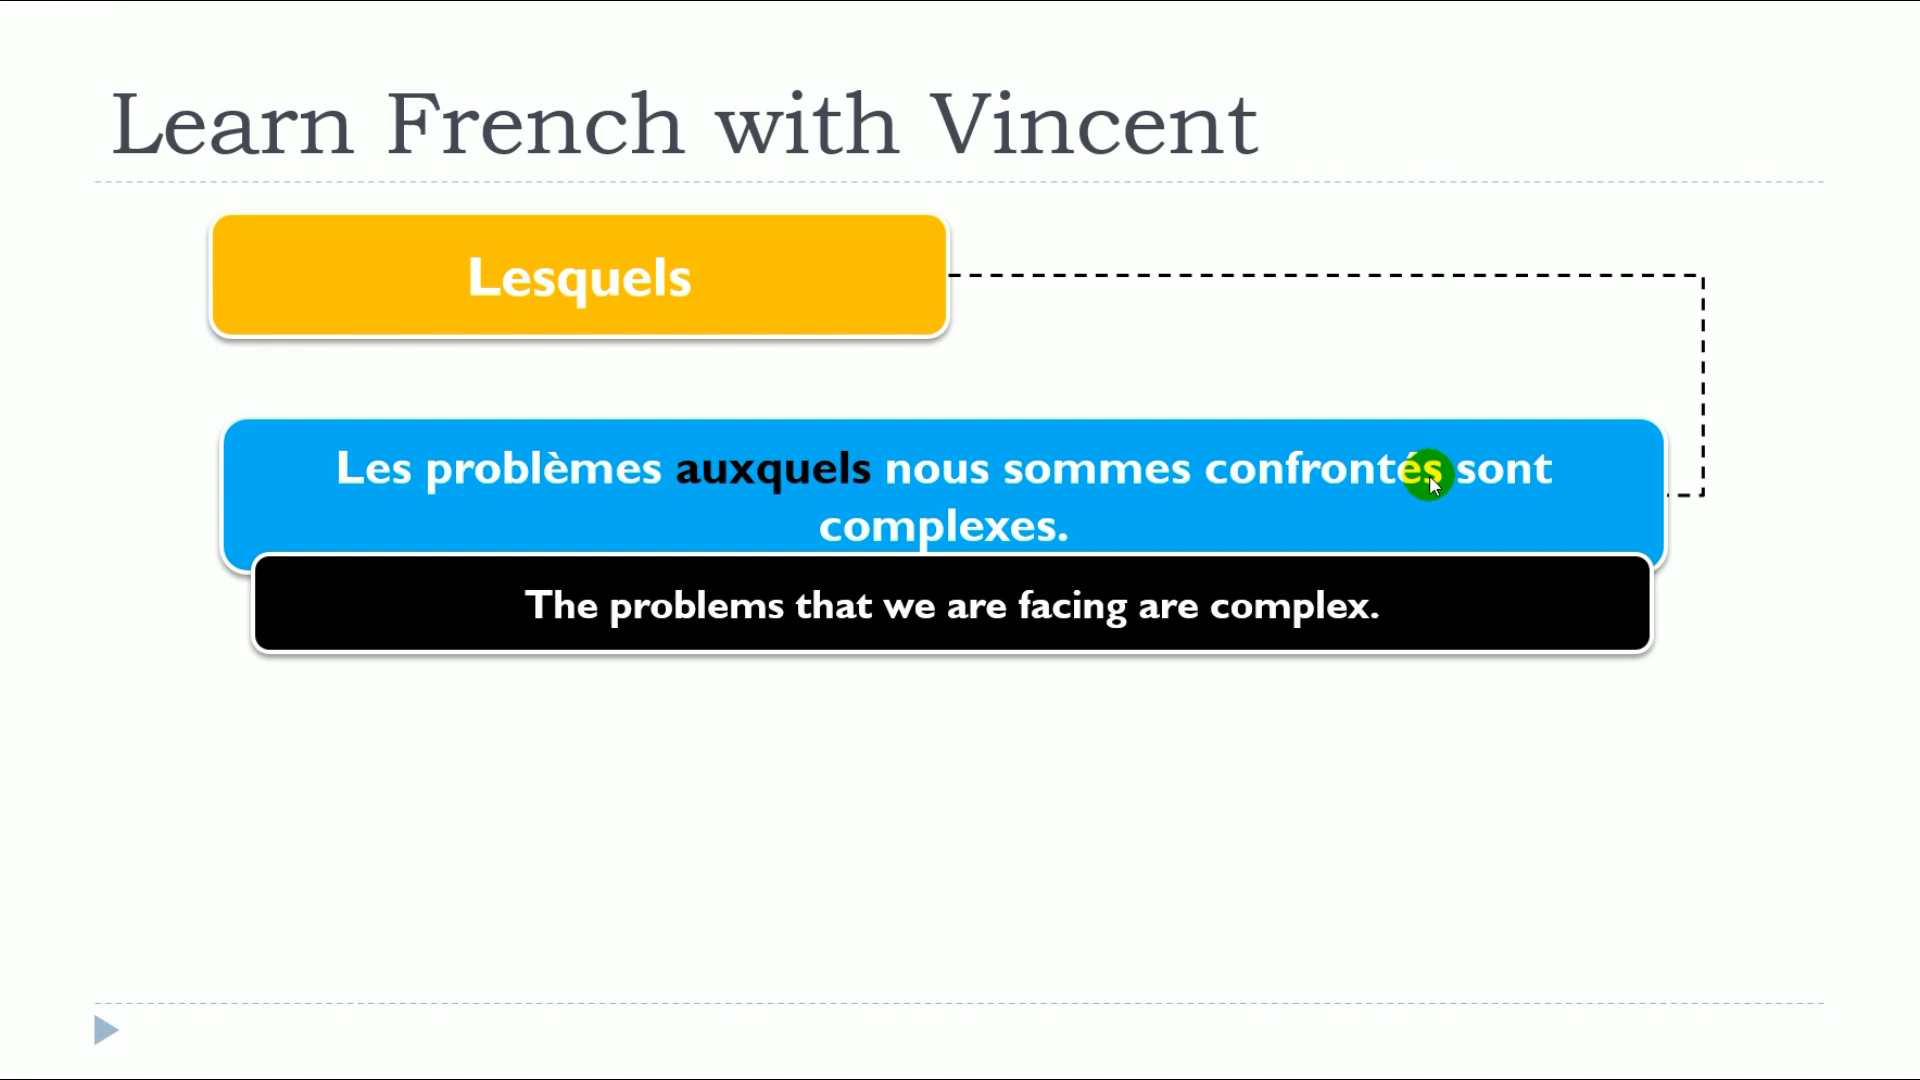 Learn French with Vincent
Lesquels
Les problèmes auxquels nous sommes confrontés sont
complexes.
The problems that we are facing are complex.